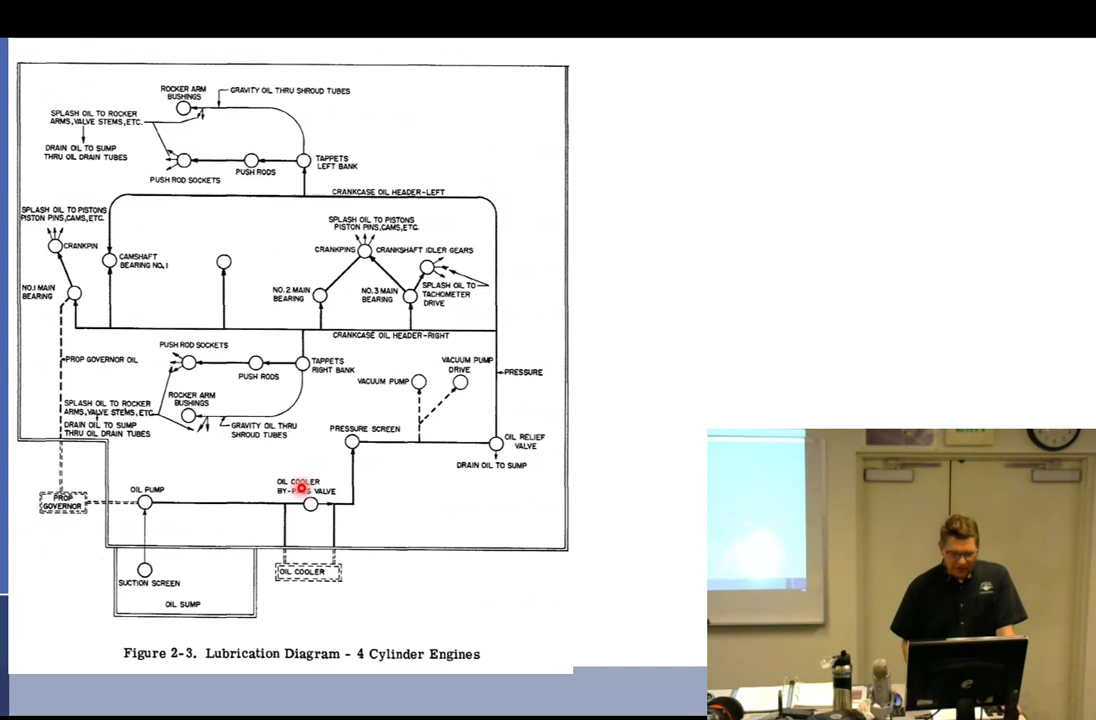 ROCKER ARM
BUSHINGS
GRAVITY OIL THRU SHROUD TUBES
SPLASH OIL TO ROCKER
ARMS, VALVE STEMS, ETC.
DRAIN OIL TO SUMP
THRU OIL DRAIN TUBES
PUSH ROD SOCKETS
PUSH RODS
TAPPETS
LEFT BANK
CRANKCASE OIL HEADER-LEFT
SPLASH OIL TO PISTONS
PISTON PINS,CAMS,ETC.
CRANKPIN
CAMSHAFT
BEARING NO.1
NO.1 MAIN
BEARING
SPLASH OIL TO PISTONS
PISTON PINS,CAMS,ETC.
CRANKPINS
CRANKSHAFT IDLER GEARS
NO.2 MAIN
BEARING
NO.3 MAIN
BEARING
SPLASH OIL TO
TACHOMETER
DRIVE
CRANKCASE OIL HEADER-RIGHT
PUSH ROD SOCKETS
PROP GOVERNOR OIL
PUSH RODS
TAPPETS
RIGHT BANK
VACUUM PUMP
VACUUM PUMP
DRIVE
PRESSURE
ROCKER ARM
BUSHINGS
SPLASH OIL TO ROCKER
ARMS, VALVE STEMS, ETC
DRAIN OIL TO SUMP
THRU OIL DRAIN TUBES
GRAVITY OIL THRU
SHROUD TUBES
PRESSURE SCREEN
OIL RELIEF
VALVE
DRAIN OIL TO SUMP
OIL PUMP
PROP
GOVERNOR
OIL COOLER
BY-PASS VALVE
OIL COOLER
SUCTION SCREEN
OIL SUMP
Figure 2-3. Lubrication Diagram - 4 Cylinder Engines